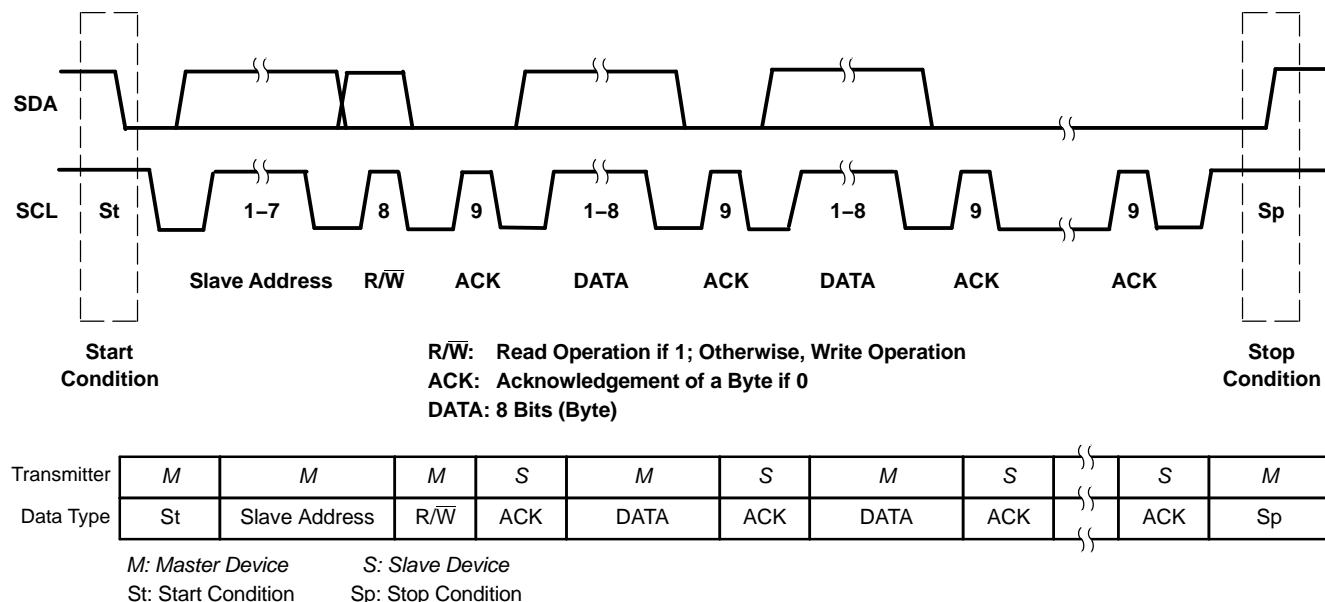 SDA
SCL St 1–7 8 9 1–8 9 1–8 9 9 Sp
Slave Address R/W̅ ACK DATA ACK DATA ACK ACK
Start Condition
Stop Condition
R/W̅: Read Operation if 1; Otherwise, Write Operation
ACK: Acknowledgement of a Byte if 0
DATA: 8 Bits (Byte)
Transmitter M M M S M S M S S M
Data Type St Slave Address R/W̅ ACK DATA ACK DATA ACK ACK Sp
M: Master Device S: Slave Device
St: Start Condition Sp: Stop Condition